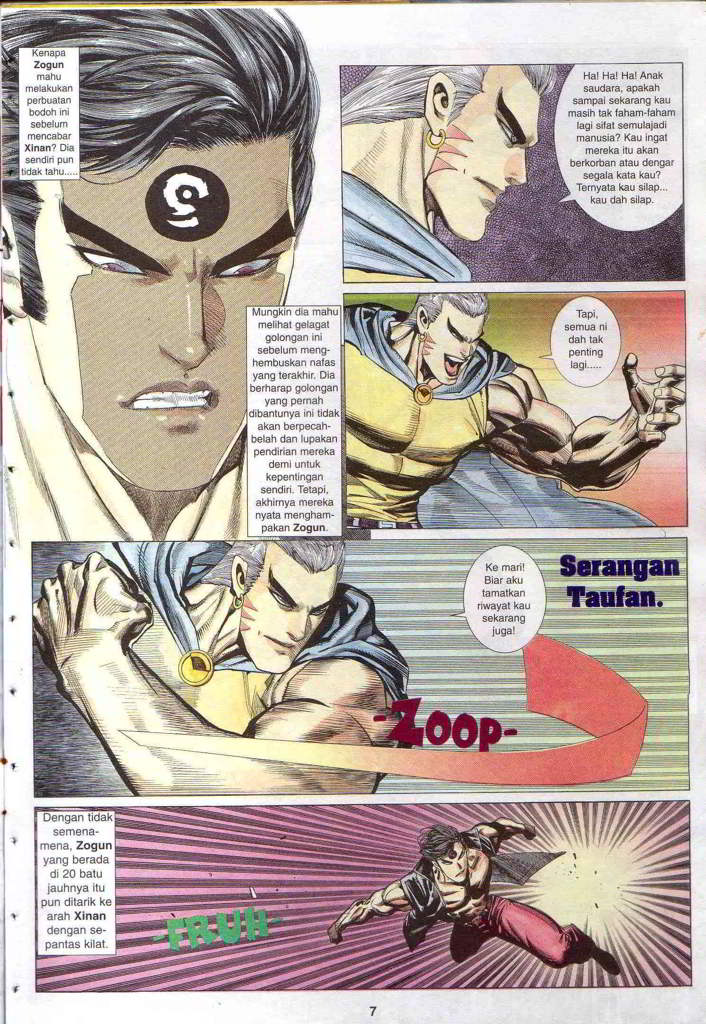 Kenapa
Zogun
mahu
melakukan
perbuatan
bodoh ini
sebelum
mencabar
Xinan? Dia
sendiri pun
tidak tahu.....
Mungkin dia mahu
melihat gelagat
golongan ini
sebelum meng-
hembuskan nafas
yang terakhir. Dia
berharap golongan
yang pernah
dibantunya ini tidak
akan berpecah-
belah dan lupakan
pendirian mereka
demi untuk
kepentingan
sendiri. Tetapi,
akhirnya mereka
nyata mengham-
pakan Zogun.
Ha! Ha! Ha! Anak
saudara, apakah
sampai sekarang kau
masih tak faham-faham
lagi sifat semulajadi
manusia? Kau ingat
mereka itu akan
berkorban atau dengar
segala kata kau?
Ternyata kau silap...
kau dah silap.
Tapi,
semua ni
dah tak
penting
lagi.....
Ke mari!
Biar aku
tamatkan
riwayat kau
sekarang
juga!
Serangan
Taufan.
-ZOOP-
Dengan tidak
semena-
mena, Zogun
yang berada
di 20 batu
jauhnya itu
pun ditarik ke
arah Xinan
dengan se-
pantas kilat.
-FRUH-
7